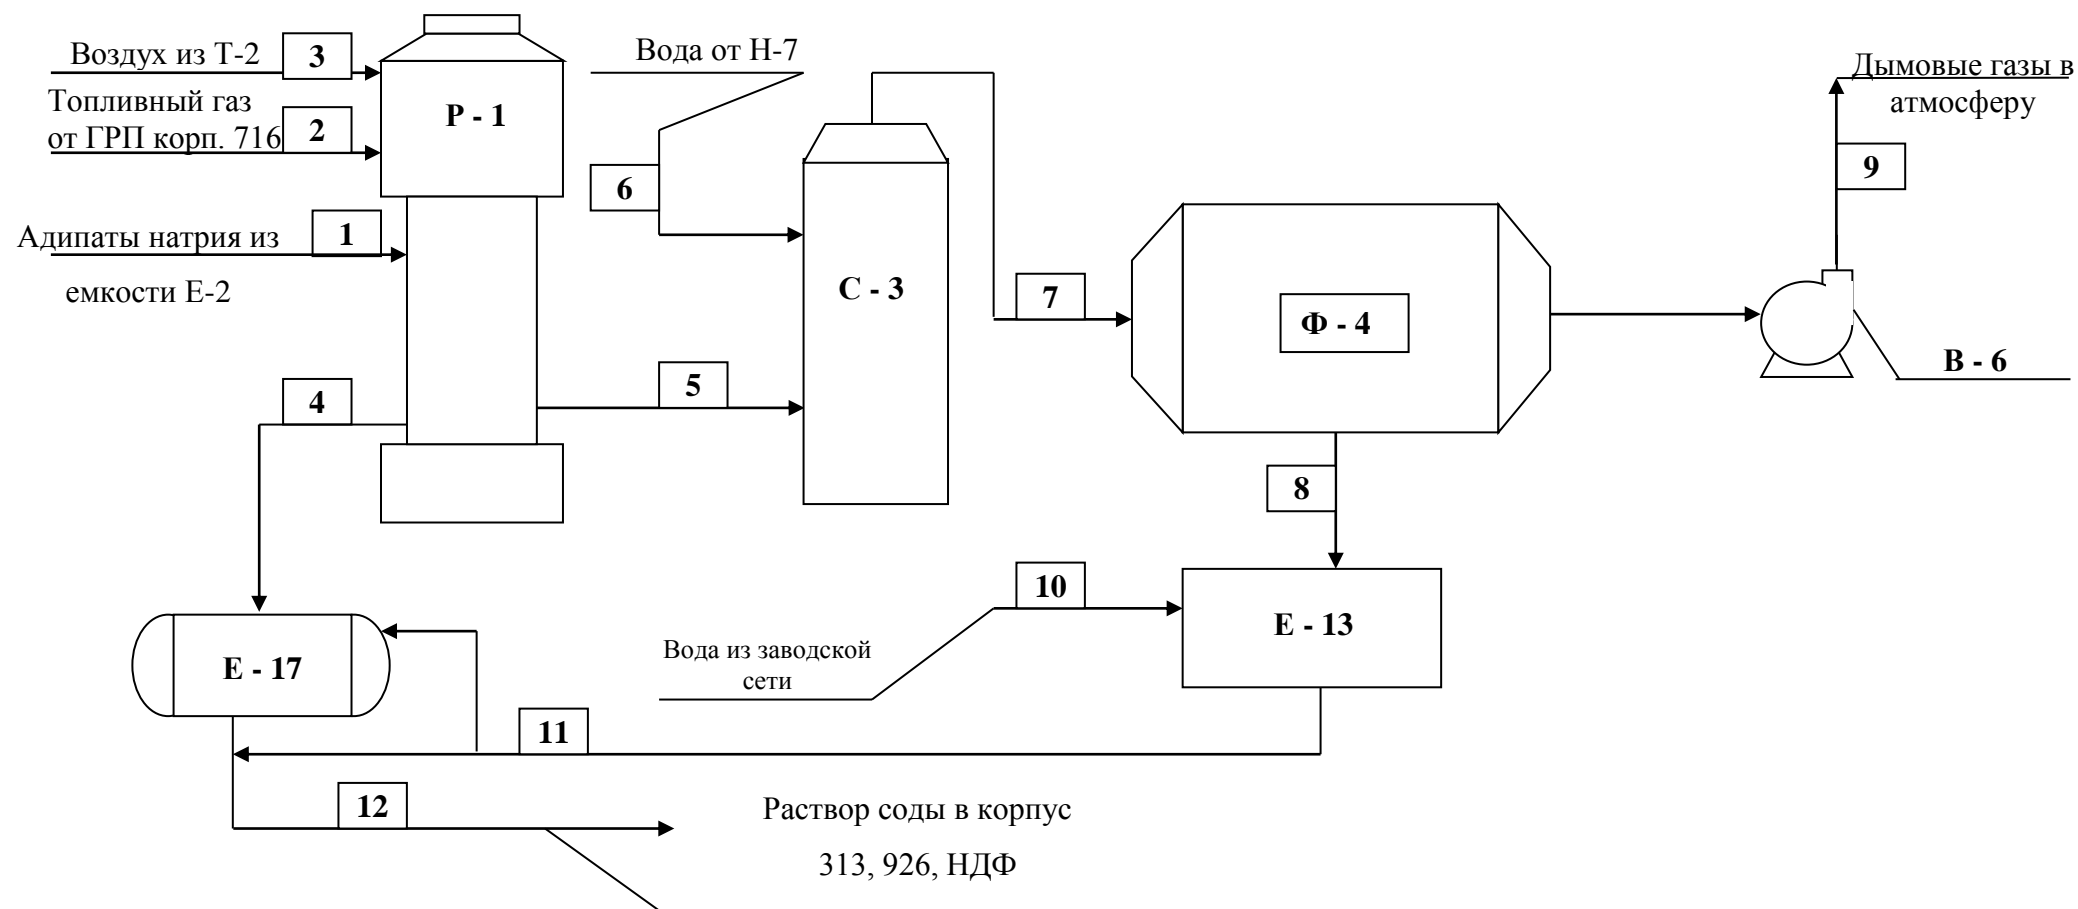 Воздух из Т-2
3
Топливный газ
от ГРП корп. 716
2
Р - 1
Вода от Н-7
Дымовые газы в
атмосферу
9
6
Адипаты натрия из
емкости Е-2
1
С - 3
7
Ф - 4
В - 6
4
5
8
10
Е - 13
Вода из заводской
сети
Е - 17
11
12
Раствор соды в корпус
313, 926, НДФ